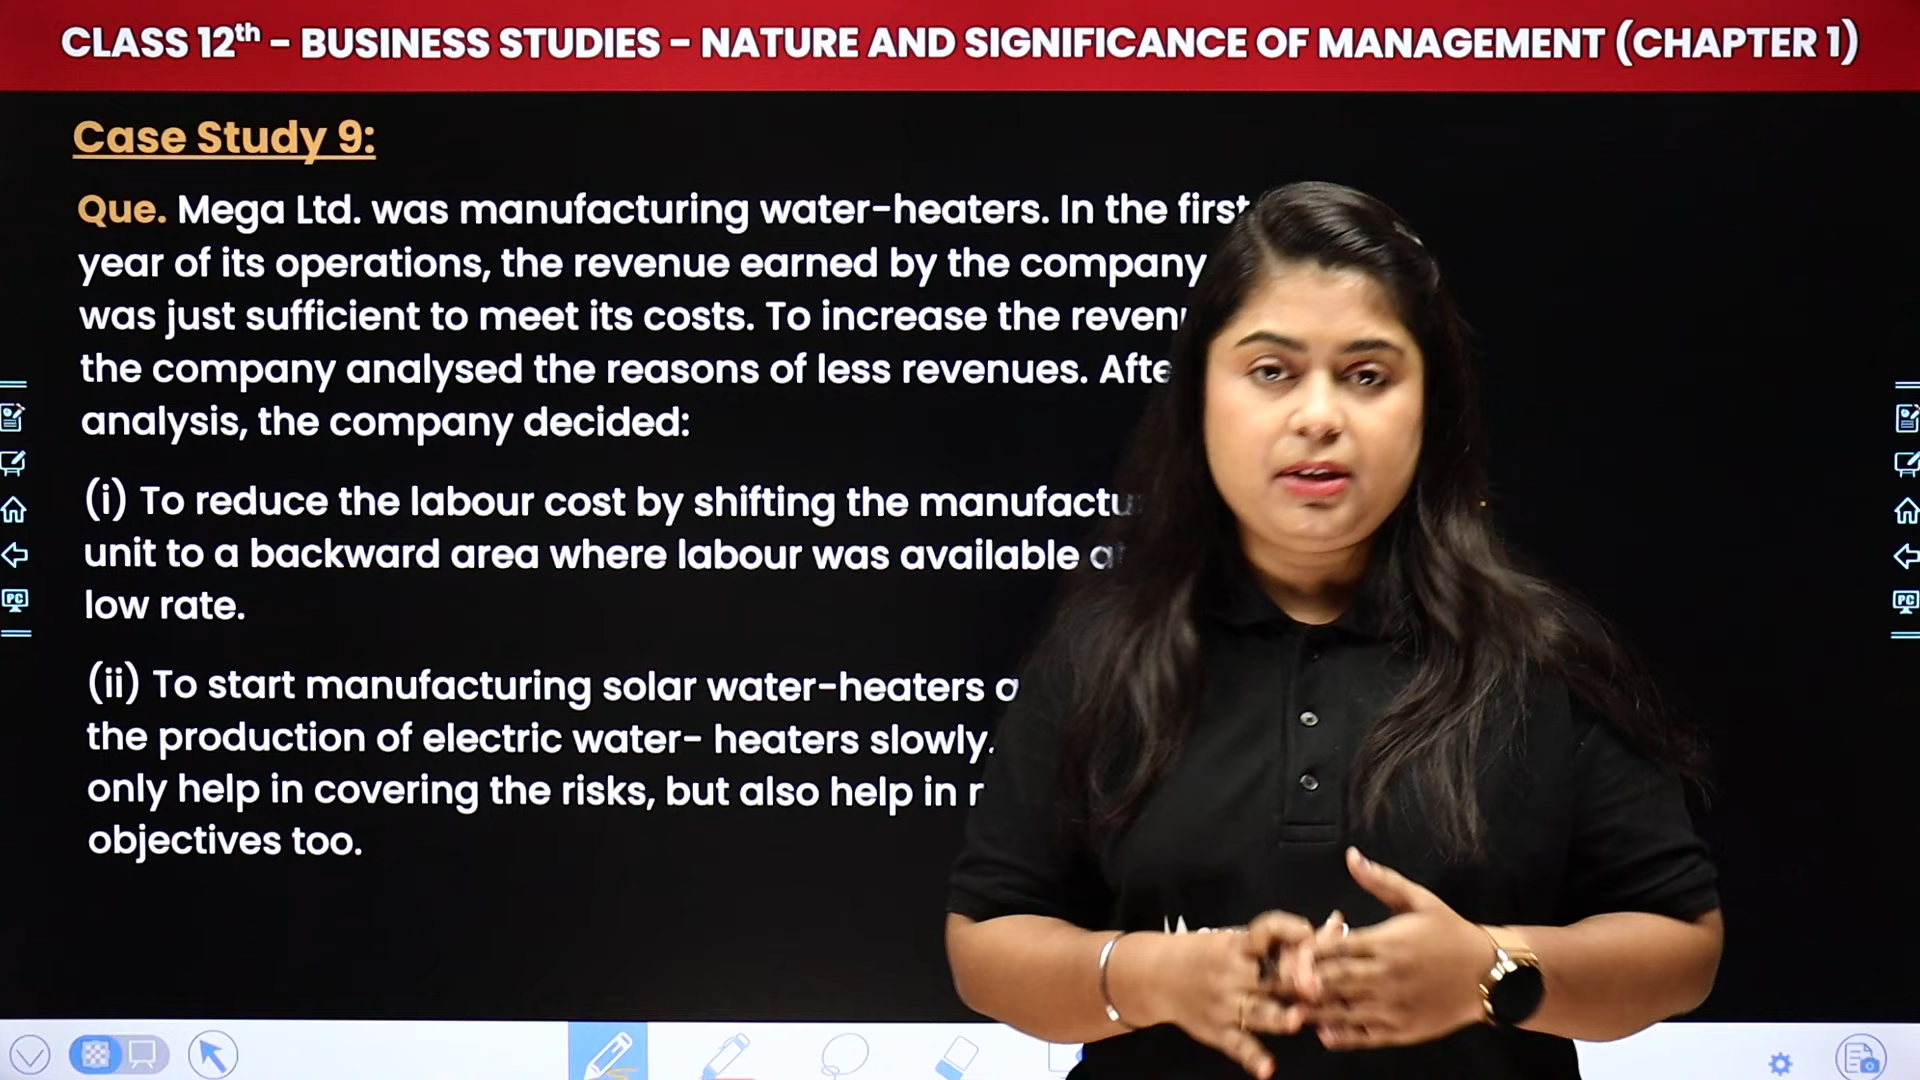 CLASS 12th - BUSINESS STUDIES - NATURE AND SIGNIFICANCE OF MANAGEMENT (CHAPTER 1)
Case Study 9:
Que. Mega Ltd. was manufacturing water-heaters. In the first
year of its operations, the revenue earned by the company
was just sufficient to meet its costs. To increase the
the company analysed the reasons of less revenues.
analysis, the company decided:
(i) To reduce the labour cost by shifting the
unit to a backward area where labour was available
low rate.
(ii) To start manufacturing solar water-heaters
the production of electric water- heaters slowly.
only help in covering the risks, but also help in
objectives too.
PC
PC